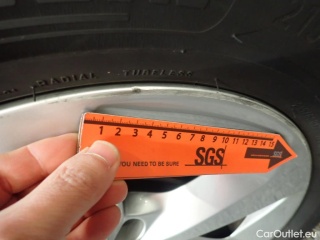 RADIAL TUBELESS
1 2 3 4 5 6 7 8 9 10 11 12 13 14 15
YOU NEED TO BE SURE SGS
CarOutlet.eu